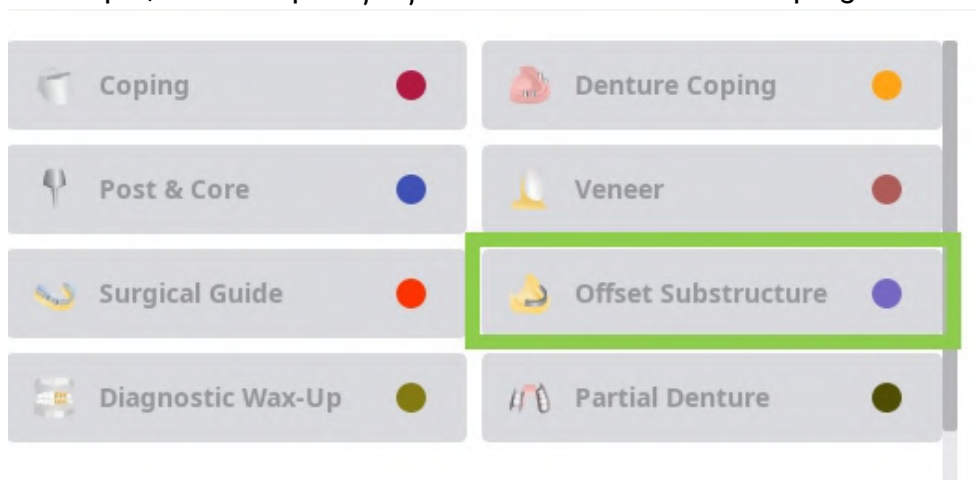 Coping Denture Coping
Post & Core Veneer
Surgical Guide Offset Substructure
Diagnostic Wax-Up Partial Denture